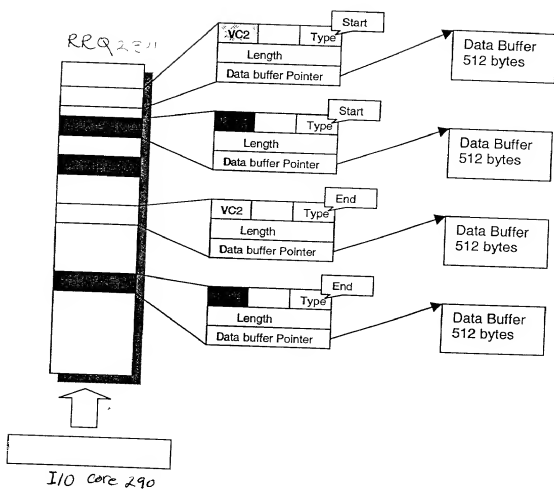 RRQ
Start
VC2 Type
Length
Data buffer Pointer
Data Buffer
512 bytes
Start
Type
Length
Data buffer Pointer
Data Buffer
512 bytes
End
VC2 Type
Length
Data buffer Pointer
Data Buffer
512 bytes
End
Type
Length
Data buffer Pointer
Data Buffer
512 bytes
I/O core 290